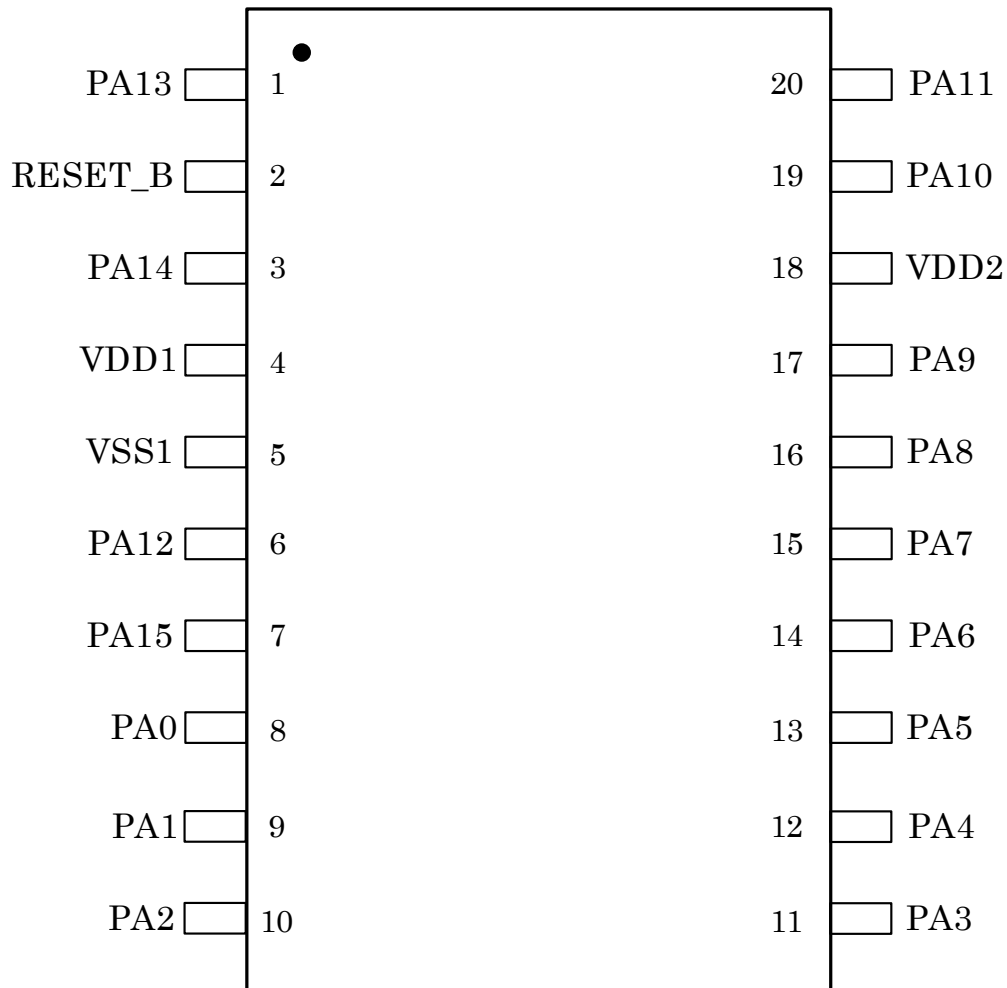 PA13 1 20 PA11
RESET_B 2 19 PA10
PA14 3 18 VDD2
VDD1 4 17 PA9
VSS1 5 16 PA8
PA12 6 15 PA7
PA15 7 14 PA6
PA0 8 13 PA5
PA1 9 12 PA4
PA2 10 11 PA3